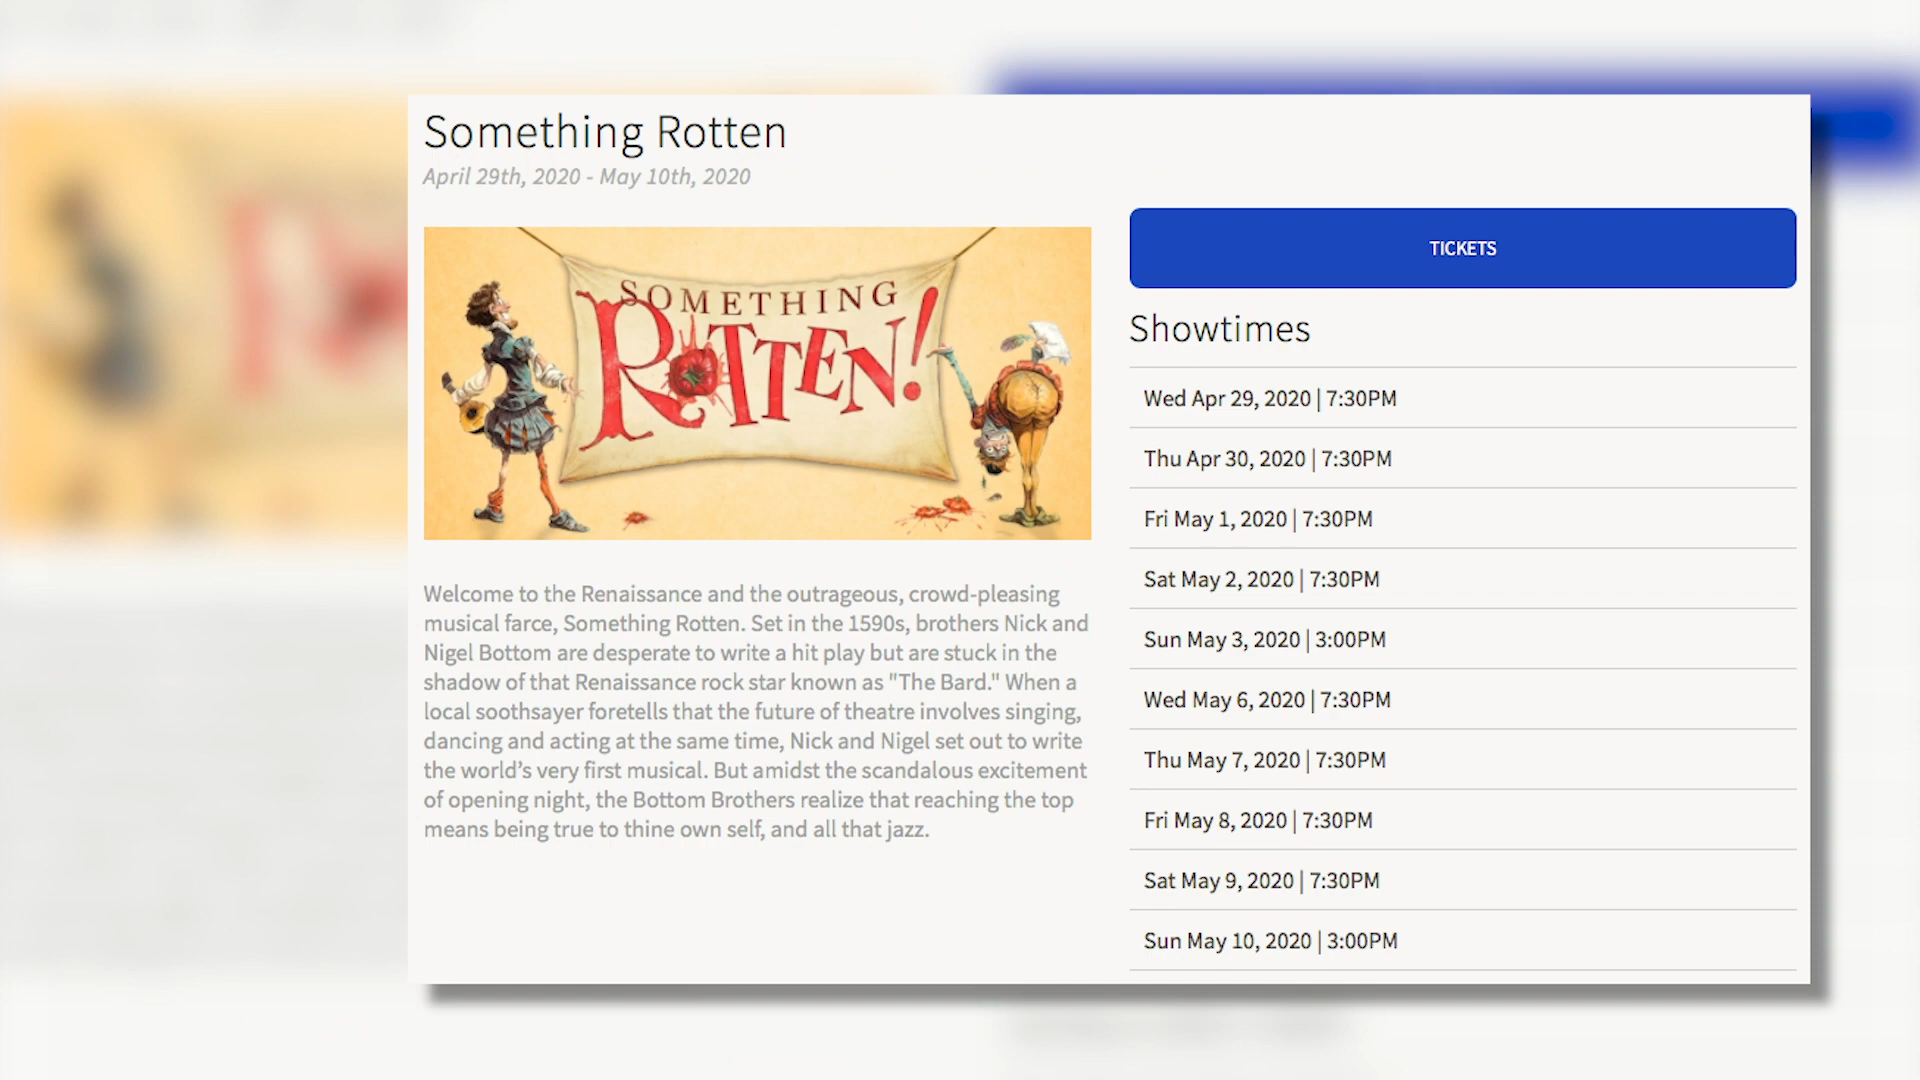 Something Rotten
April 29th, 2020 - May 10th, 2020
SOMETHING
ROTTEN!
Welcome to the Renaissance and the outrageous, crowd-pleasing
musical farce, Something Rotten. Set in the 1590s, brothers Nick and
Nigel Bottom are desperate to write a hit play but are stuck in the
shadow of that Renaissance rock star known as "The Bard." When a
local soothsayer foretells that the future of theatre involves singing,
dancing and acting at the same time, Nick and Nigel set out to write
the world’s very first musical. But amidst the scandalous excitement
of opening night, the Bottom Brothers realize that reaching the top
means being true to thine own self, and all that jazz.
TICKETS
Showtimes
Wed Apr 29, 2020 | 7:30PM
Thu Apr 30, 2020 | 7:30PM
Fri May 1, 2020 | 7:30PM
Sat May 2, 2020 | 7:30PM
Sun May 3, 2020 | 3:00PM
Wed May 6, 2020 | 7:30PM
Thu May 7, 2020 | 7:30PM
Fri May 8, 2020 | 7:30PM
Sat May 9, 2020 | 7:30PM
Sun May 10, 2020 | 3:00PM